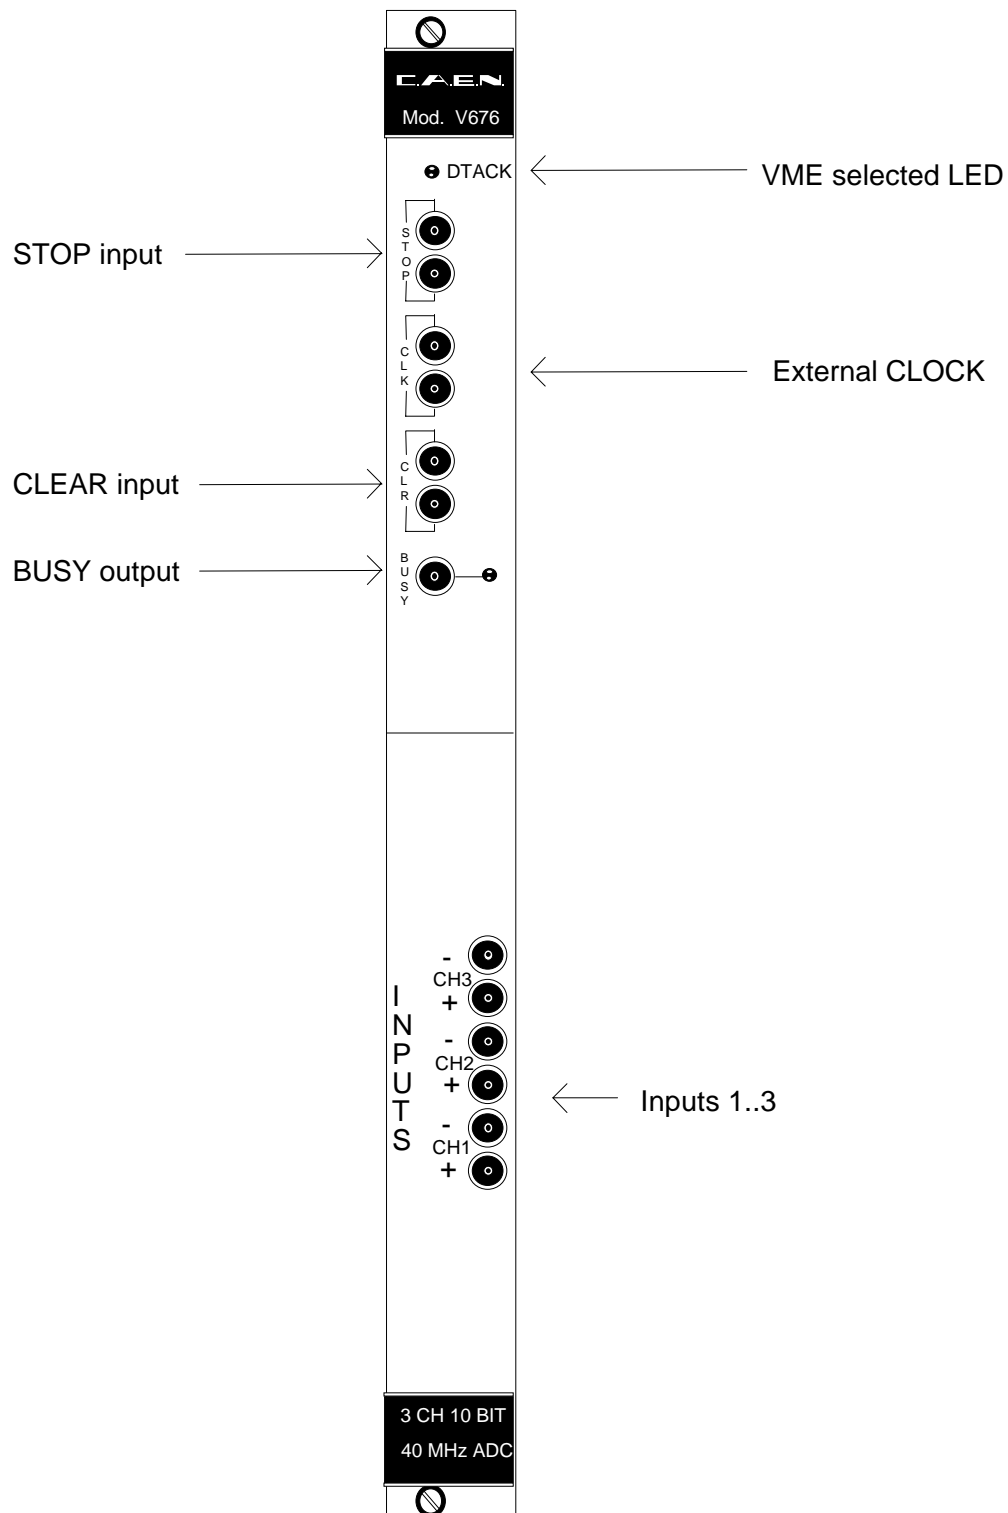 C.A.E.N.
Mod. V676
DTACK
VME selected LED
STOP input
STOP
CLK
External CLOCK
CLEAR input
CLR
BUSY output
BUSY
INPUTS
-
CH3
+
-
CH2
+
Inputs 1..3
-
CH1
+
3 CH 10 BIT
40 MHz ADC